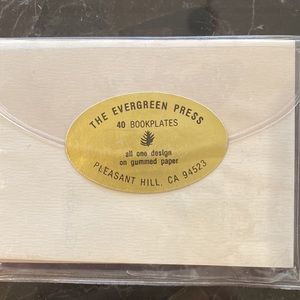 THE EVERGREEN PRESS
40 BOOKPLATES
all one design
on gummed paper
PLEASANT HILL, CA 94523